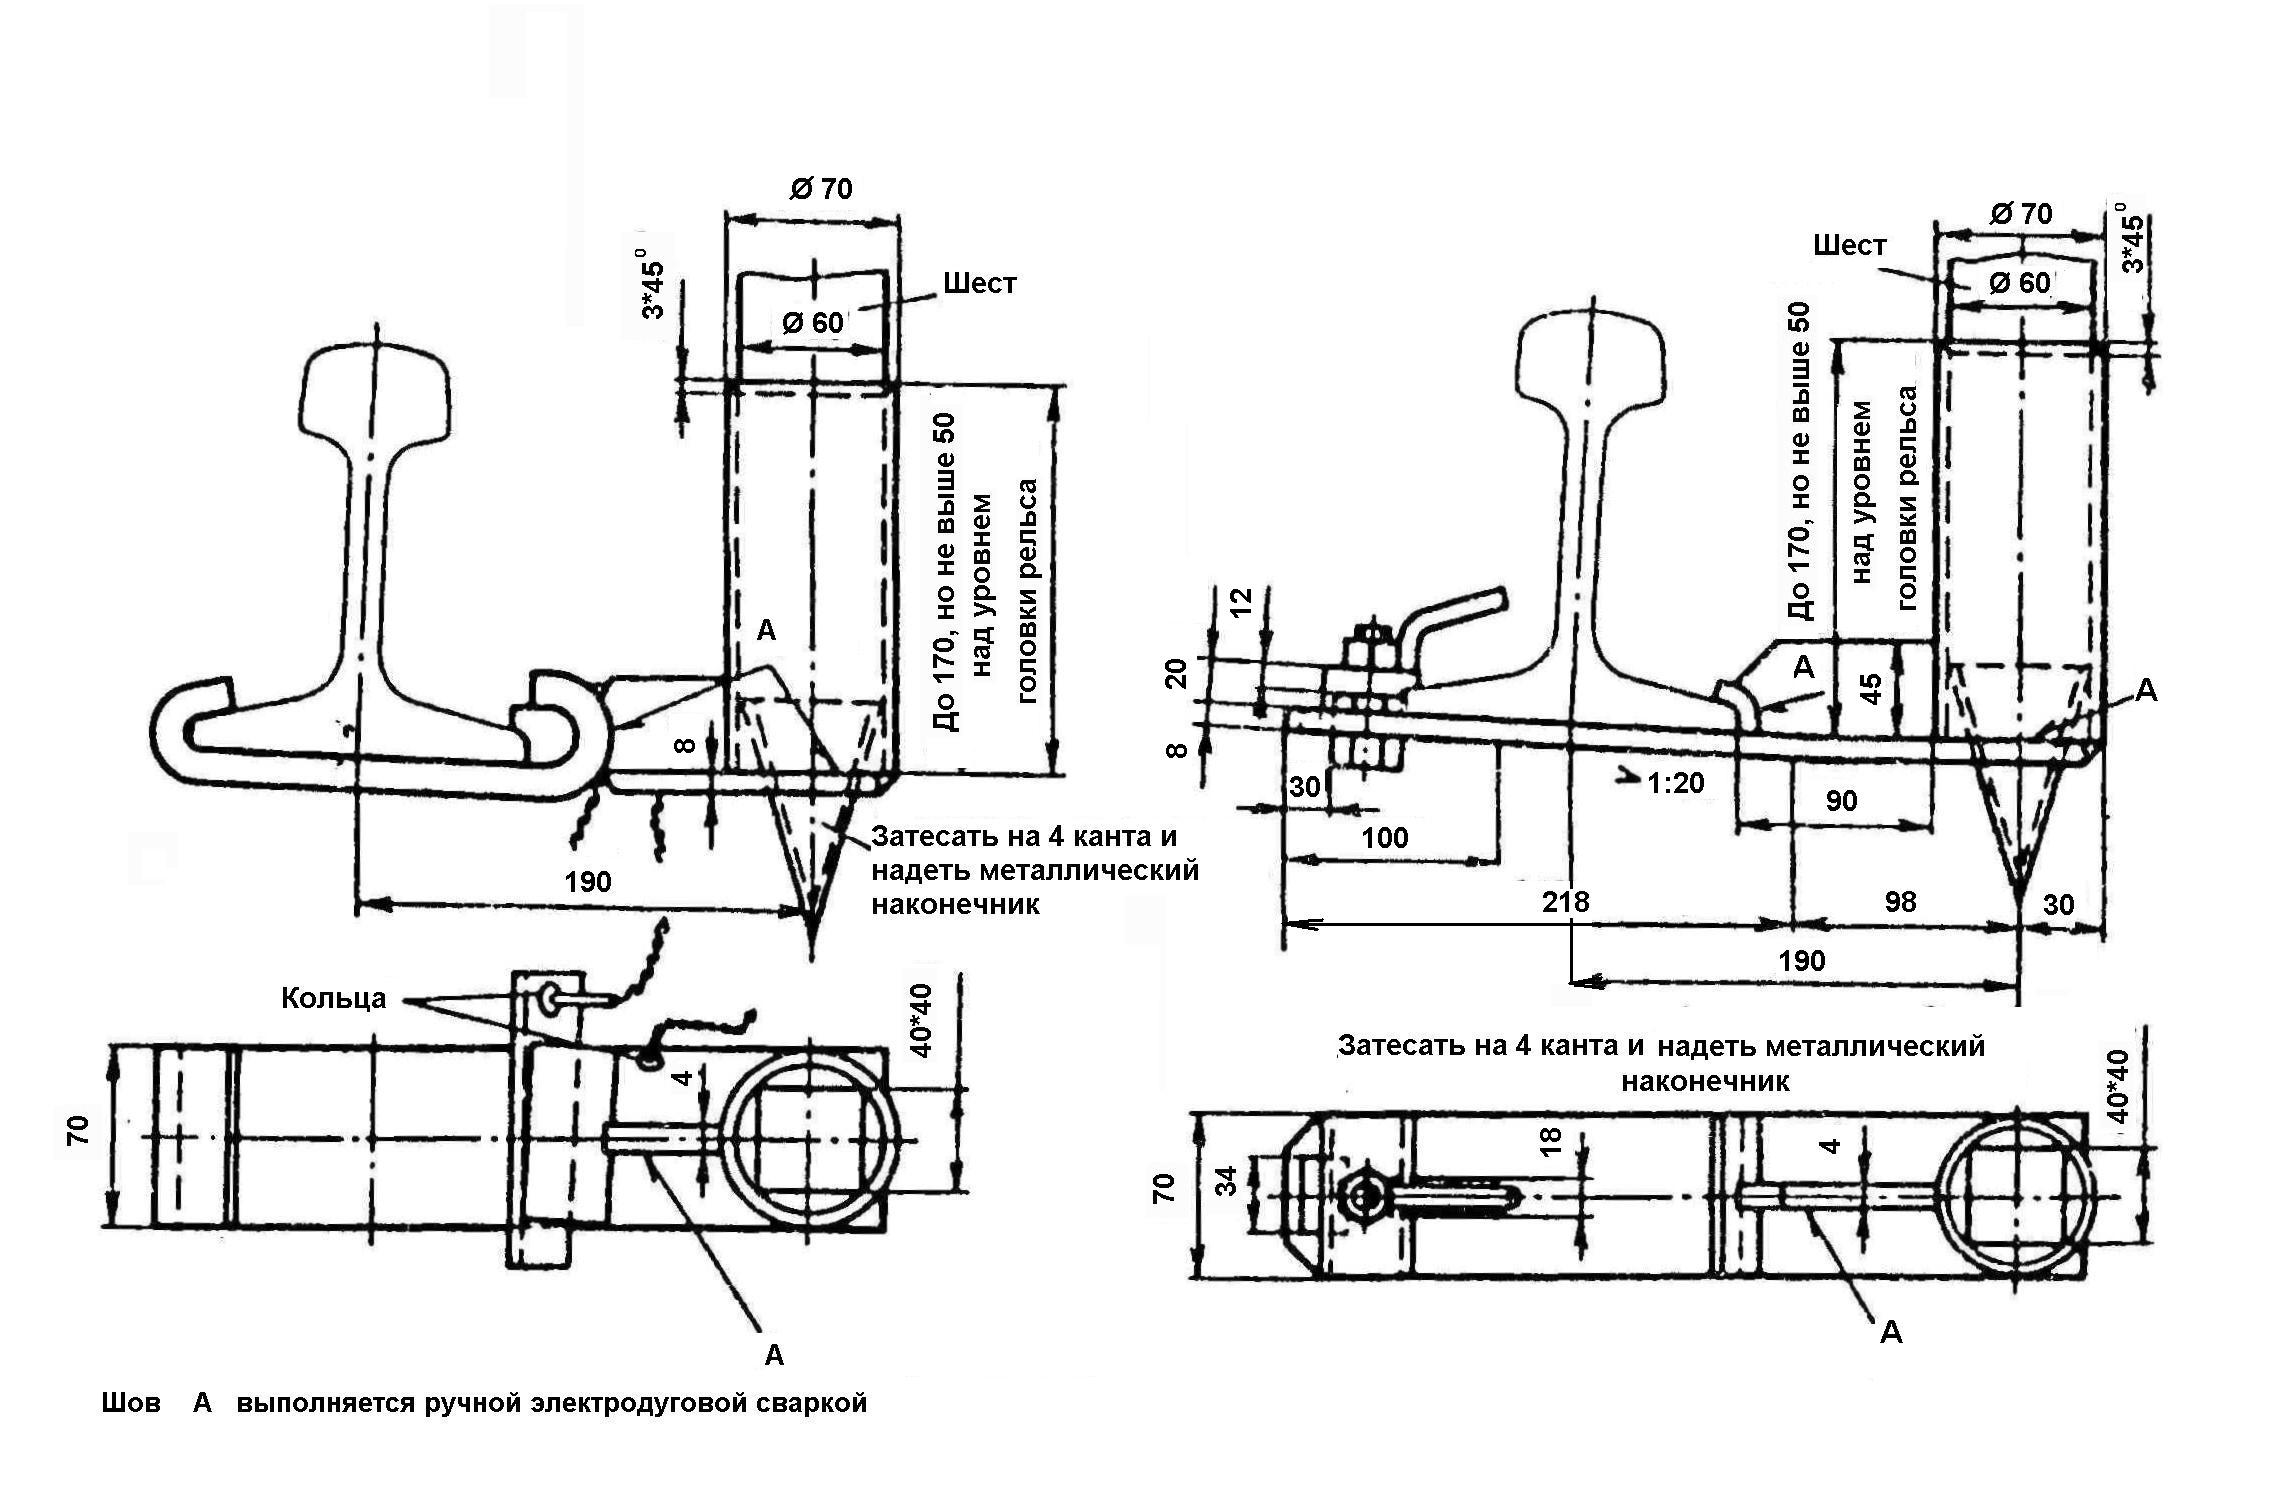 Ø 70
3*45⁰
Шест
Ø 60
До 170, но не выше 50
над уровнем
головки рельса
А
8
Затесать на 4 канта и
надеть металлический
наконечник
190
Кольца
40*40
4
70
А
Шов А выполняется ручной электродуговой сваркой
Ø 70
3*45⁰
Шест
Ø 60
До 170, но не выше 50
над уровнем
головки рельса
12
20
8
А
45
А
30
1:20
90
100
218
98
30
190
Затесать на 4 канта и надеть металлический
наконечник
40*40
18
4
34
70
А